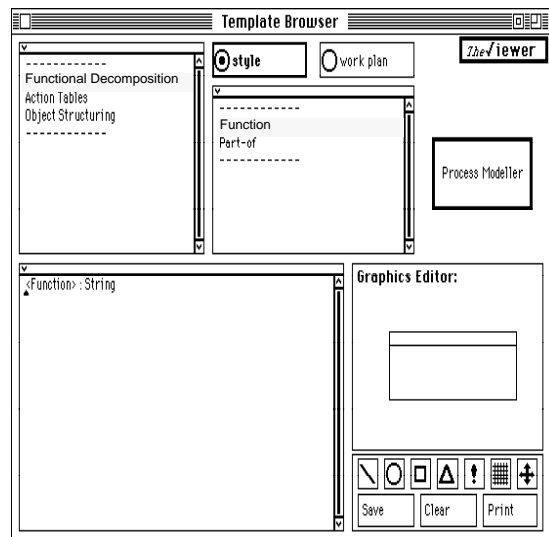 Template Browser
------------
Functional Decomposition
Action Tables
Object Structuring
------------
style
work plan
The Viewer
------------
Function
Part-of
------------
Process Modeller
<Function> : String
Graphics Editor:
Save
Clear
Print